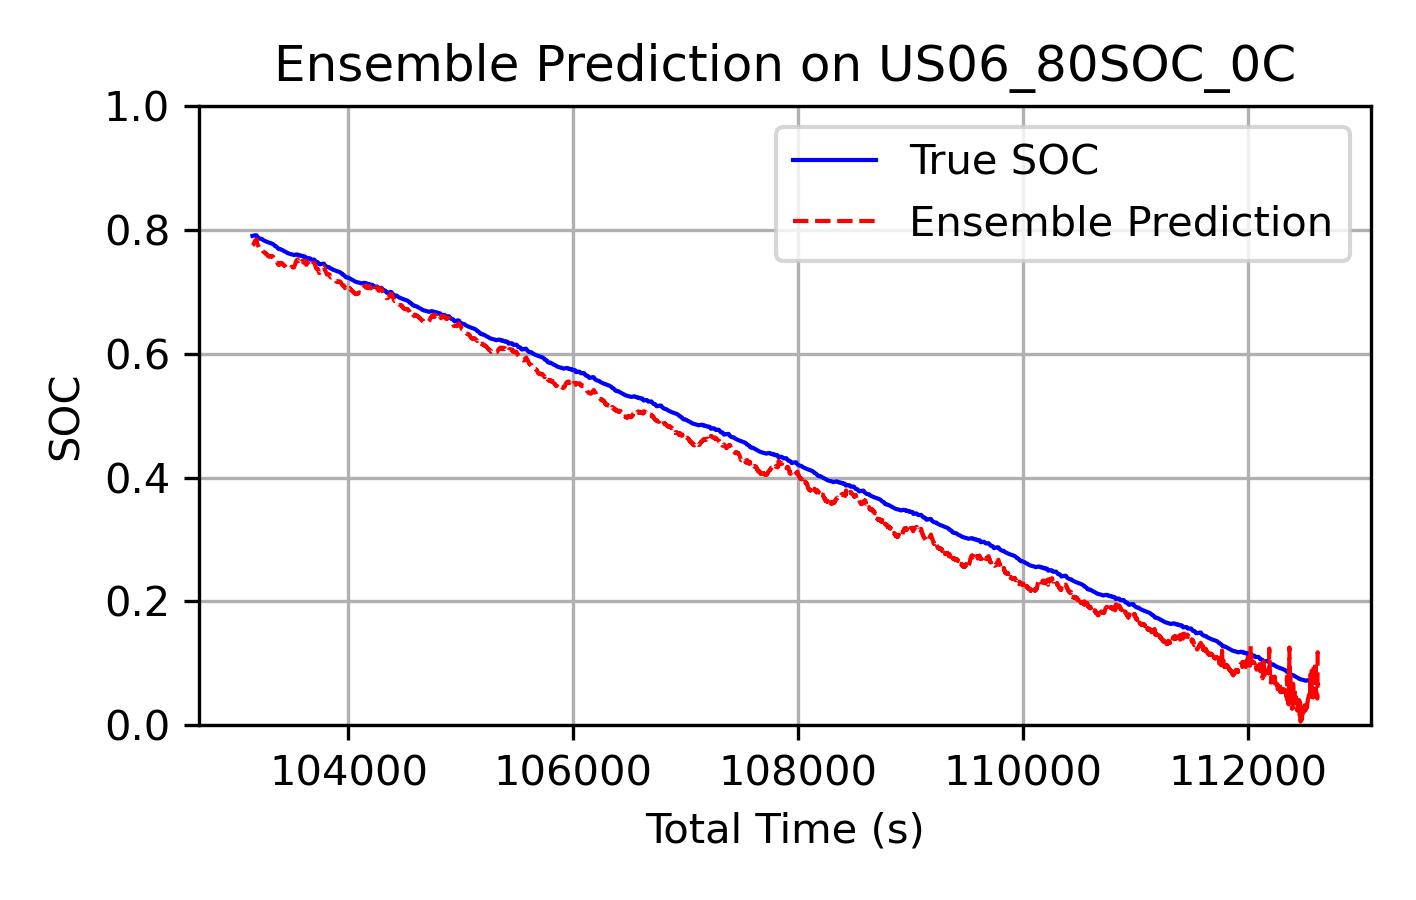 Ensemble Prediction on US06_80SOC_0C
1.0
0.8
0.6
0.4
0.2
0.0
SOC
True SOC
Ensemble Prediction
104000 106000 108000 110000 112000
Total Time (s)